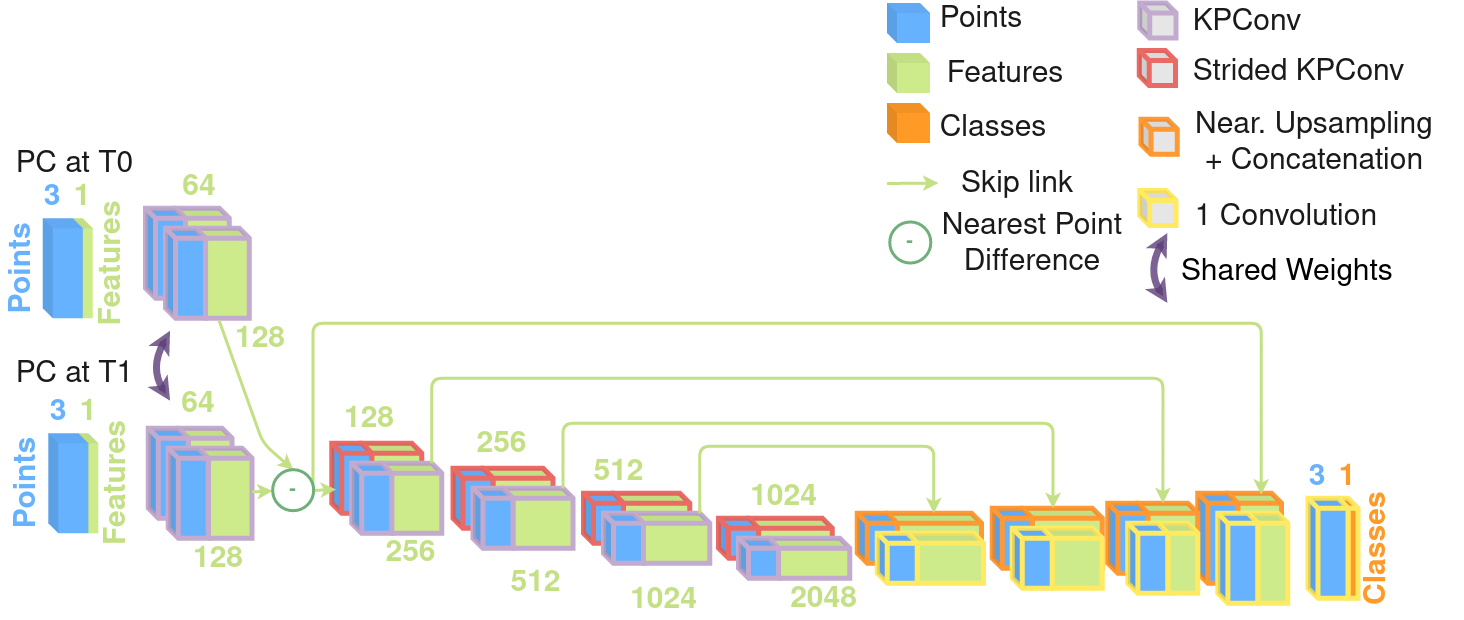 Points
Features
Classes
Skip link
-
Nearest Point
Difference
KPConv
Strided KPConv
Near. Upsampling
+ Concatenation
1 Convolution
Shared Weights
PC at T0
3 1
Points
Features
64
128
PC at T1
3 1
Points
Features
64
128
-
128
256
256
512
512
1024
1024
2048
3 1
Classes